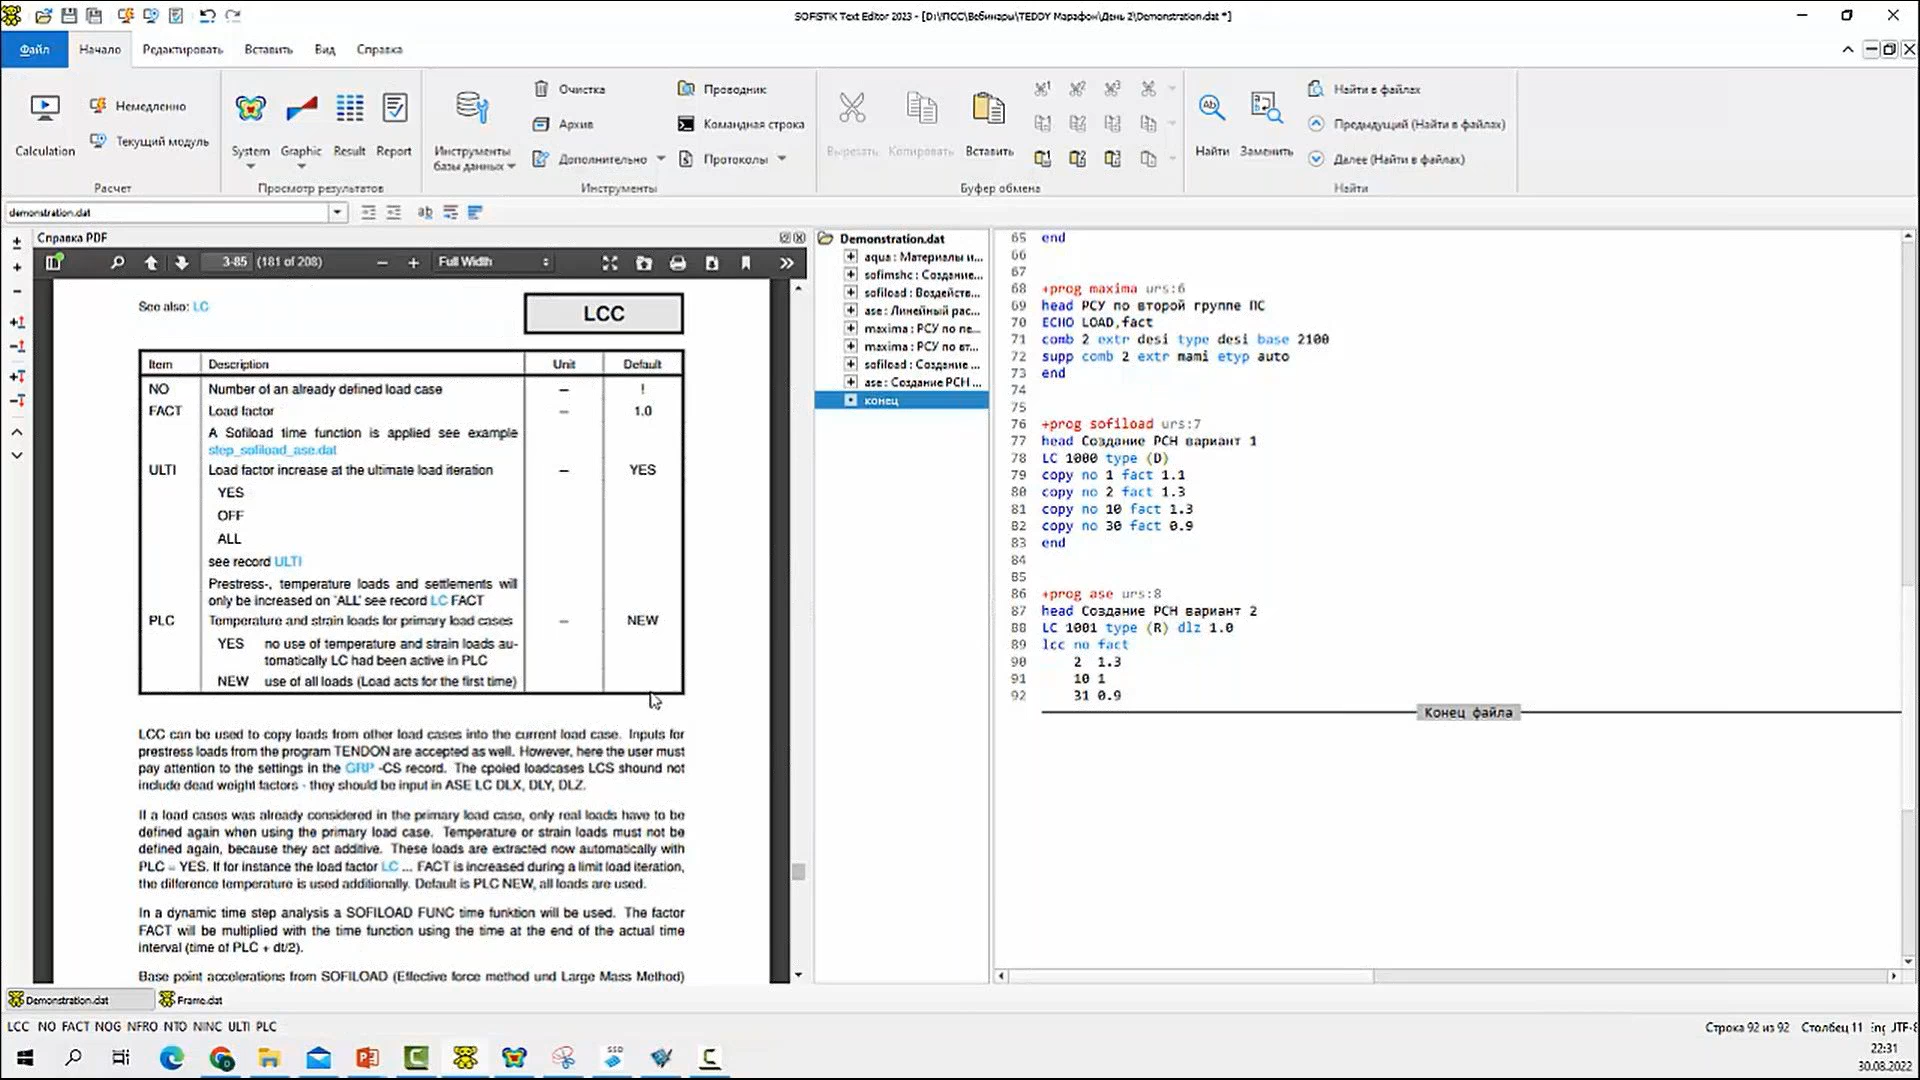 SOFiSTiK Text Editor 2023 - [D:\ПСС\Вебинары\TEDDY Марафон\День 2\Demonstration.dat *]
Файл Начало Редактировать Вставить Вид Справка
Calculation
Немедленно
Текущий модуль
Расчет
System Graphic Result Report
Просмотр результатов
Инструменты базы данных
Очистка
Архив
Дополнительно
Проводник
Командная строка
Протоколы
Инструменты
Вырезать Копировать Вставить
Буфер обмена
Найти Заменить
Найти в файлах
Предыдущий (Найти в файлах)
Далее (Найти в файлах)
Найти
demonstration.dat
Справка PDF
3-85 (181 of 208) Full Width
See also: LC
LCC
Item Description Unit Default
NO Number of an already defined load case – !
FACT Load factor – 1.0
A Sofiload time function is applied see example
step_sofiload_ase.dat
ULTI Load factor increase at the ultimate load iteration – YES
YES
OFF
ALL
see record ULTI
Prestress-, temperature loads and settlements will
only be increased on 'ALL' see record LC FACT
PLC Temperature and strain loads for primary load cases – NEW
YES no use of temperature and strain loads au-
tomatically LC had been active in PLC
NEW use of all loads (Load acts for the first time)
LCC can be used to copy loads from other load cases into the current load case. Inputs for
prestress loads from the program TENDON are accepted as well. However, here the user must
pay attention to the settings in the GRP -CS record. The cpoied loadcases LCS shound not
include dead weight factors - they should be input in ASE LC DLX, DLY, DLZ.
If a load cases was already considered in the primary load case, only real loads have to be
defined again when using the primary load case. Temperature or strain loads must not be
defined again, because they act additive. These loads are extracted now automatically with
PLC = YES. If for instance the load factor LC ... FACT is increased during a limit load iteration,
the difference temperature is used additionally. Default is PLC NEW, all loads are used.
In a dynamic time step analysis a SOFILOAD FUNC time funktion will be used. The factor
FACT will be multiplied with the time function using the time at the end of the actual time
interval (time of PLC + dt/2).
Base point accelerations from SOFILOAD (Effective force method und Large Mass Method)
Demonstration.dat
aqua : Материалы и...
sofimshc : Создание...
sofiload : Воздейств...
ase : Линейный рас...
maxima : РСУ по пе...
maxima : РСУ по вт...
sofiload : Создание ...
ase : Создание РСН ...
конец
65 end
66
67
68 +prog maxima urs:6
69 head РСУ по второй группе ПС
70 ECHO LOAD,fact
71 comb 2 extr desi type desi base 2100
72 supp comb 2 extr mami etyp auto
73 end
74
75
76 +prog sofiload urs:7
77 head Создание РСН вариант 1
78 LC 1000 type (D)
79 copy no 1 fact 1.1
80 copy no 2 fact 1.3
81 copy no 10 fact 1.3
82 copy no 30 fact 0.9
83 end
84
85
86 +prog ase urs:8
87 head Создание РСН вариант 2
88 LC 1001 type (R) dlz 1.0
89 lcc no fact
90 2 1.3
91 10 1
92 31 0.9
Конец файла
Demonstration.dat Frame.dat
LCC NO FACT NOG NFRO NTO NINC ULTI PLC
Строка 92 из 92 Столбец 11
22:31
30.08.2022